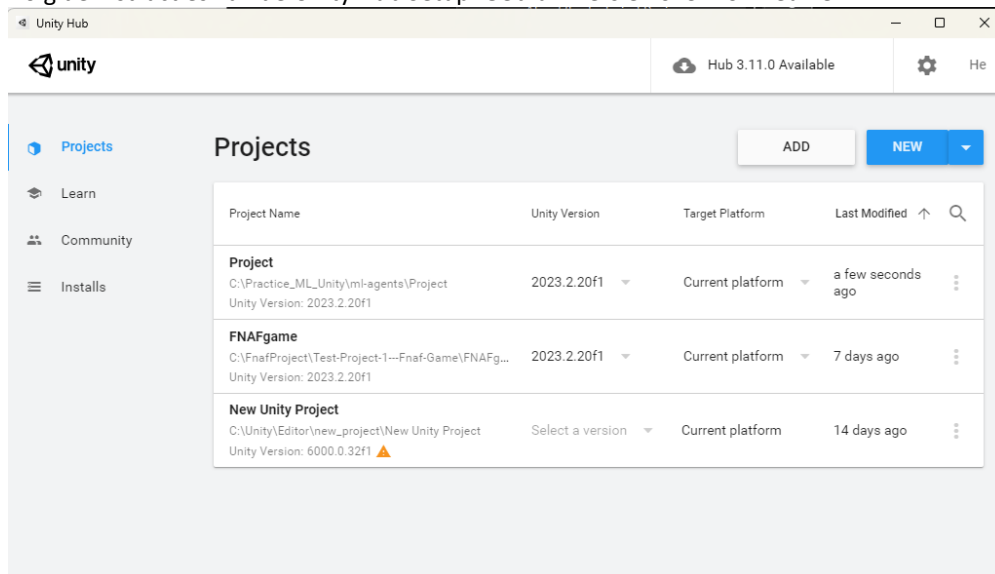 Unity Hub
unity
Hub 3.11.0 Available
He
Projects
Learn
Community
Installs
Projects
ADD
NEW
Project Name
Unity Version
Target Platform
Last Modified
Project
C:\Practice_ML_Unity\ml-agents\Project
Unity Version: 2023.2.20f1
2023.2.20f1
Current platform
a few seconds
ago
FNAFgame
C:\FnafProject\Test-Project-1---Fnaf-Game\FNAFg...
Unity Version: 2023.2.20f1
2023.2.20f1
Current platform
7 days ago
New Unity Project
C:\Unity\Editor\new_project\New Unity Project
Unity Version: 6000.0.32f1
Select a version
Current platform
14 days ago